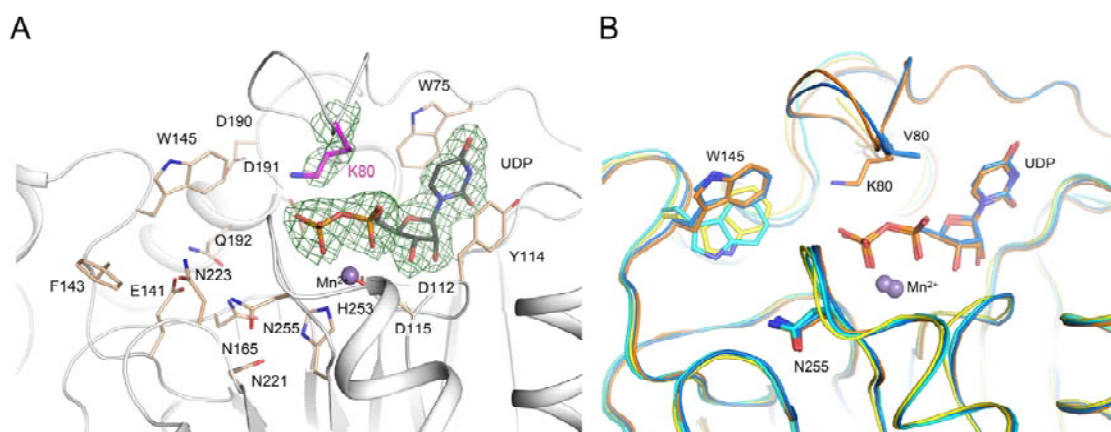 A
W75
D190
W145
UDP
D191
K80
Q192
Y114
N223
Mn²⁺
D112
F143
E141
H253
N255
D115
N165
N221
B
V80
W145
UDP
K80
Mn²⁺
N255